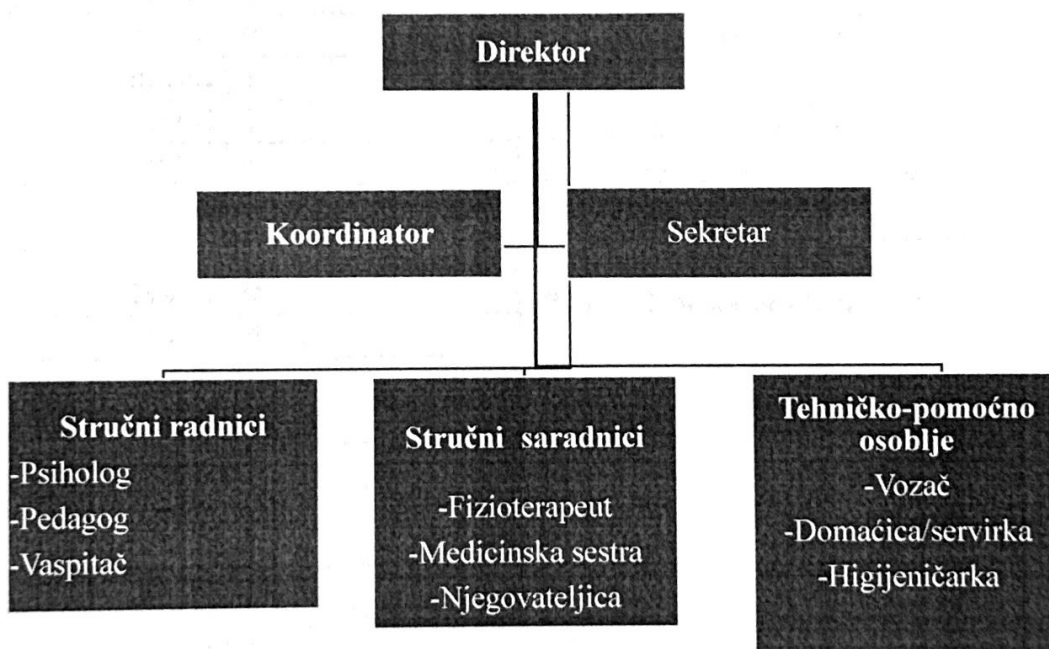 Direktor
Koordinator
Sekretar
Stručni radnici
-Psiholog
-Pedagog
-Vaspitač
Stručni saradnici
-Fizioterapeut
-Medicinska sestra
-Njegovateljica
Tehničko-pomoćno
osoblje
-Vozač
-Domaćica/servirka
-Higijeničarka